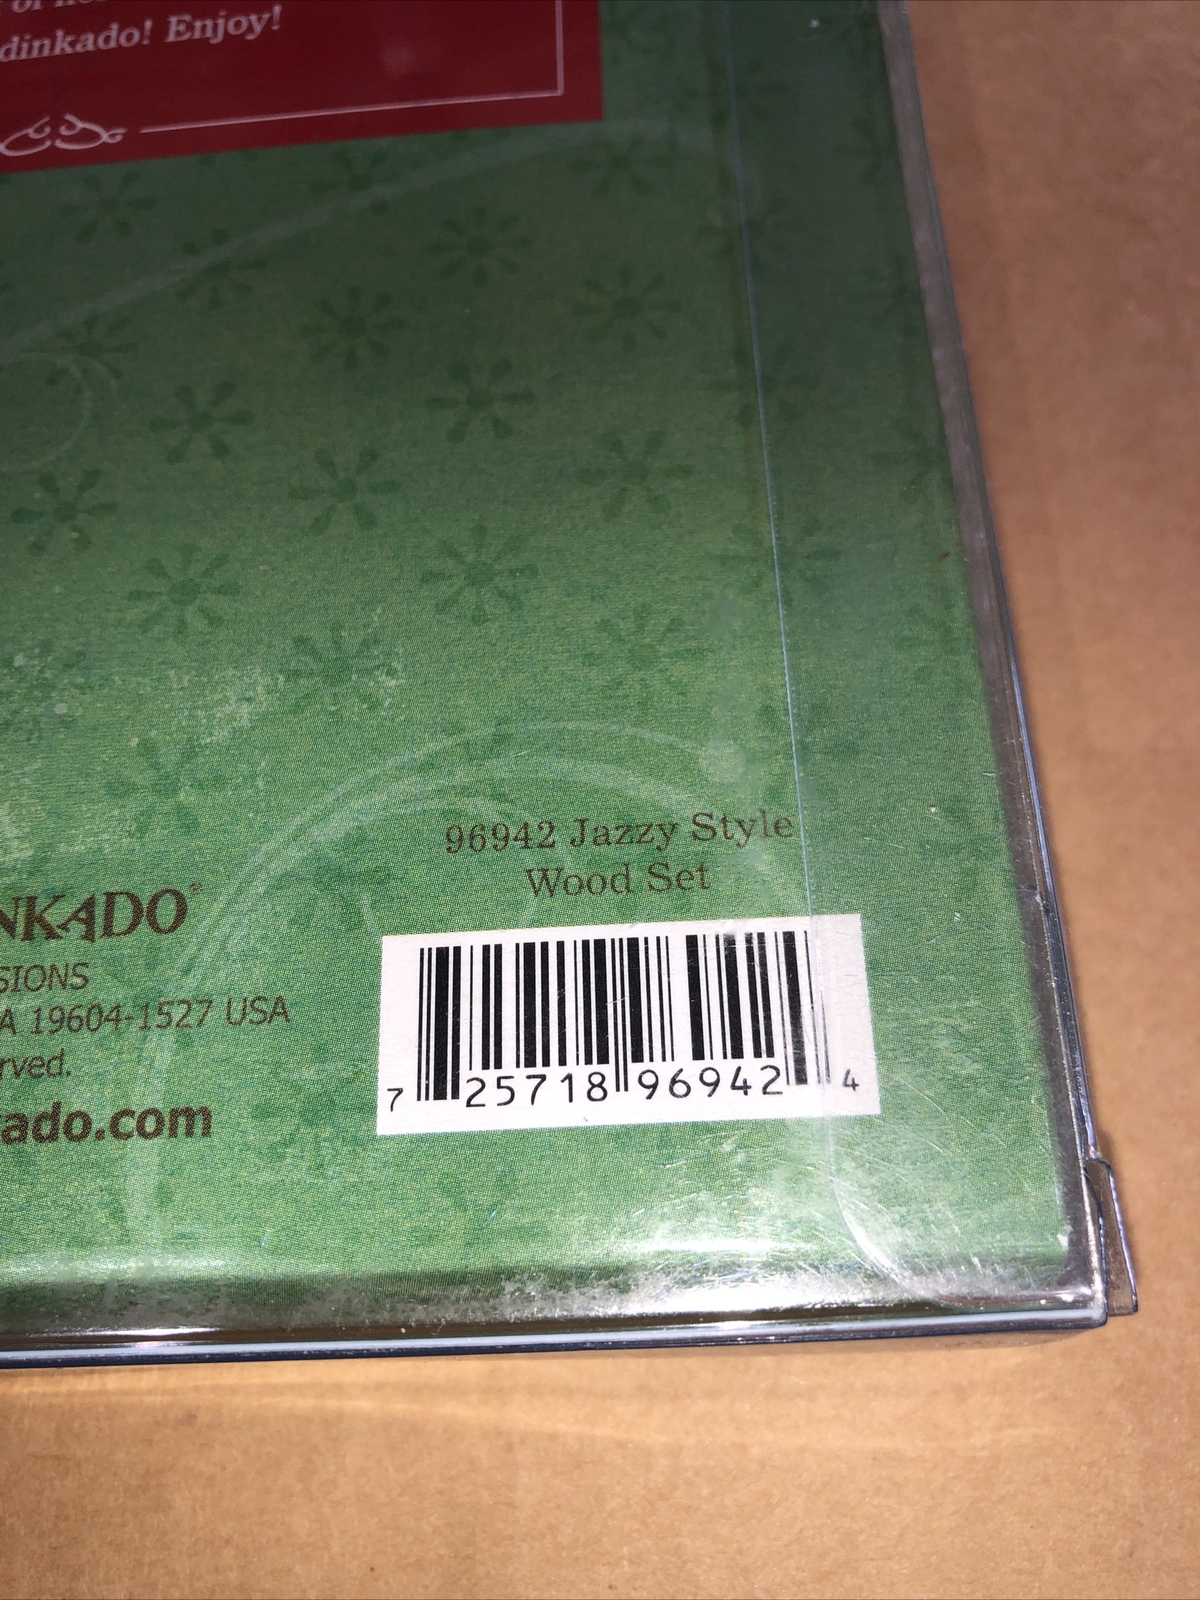 dinkado! Enjoy!
96942 Jazzy Style
Wood Set
NKADO®
SIONS
A 19604-1527 USA
rved.
ado.com
7 25718 96942 4